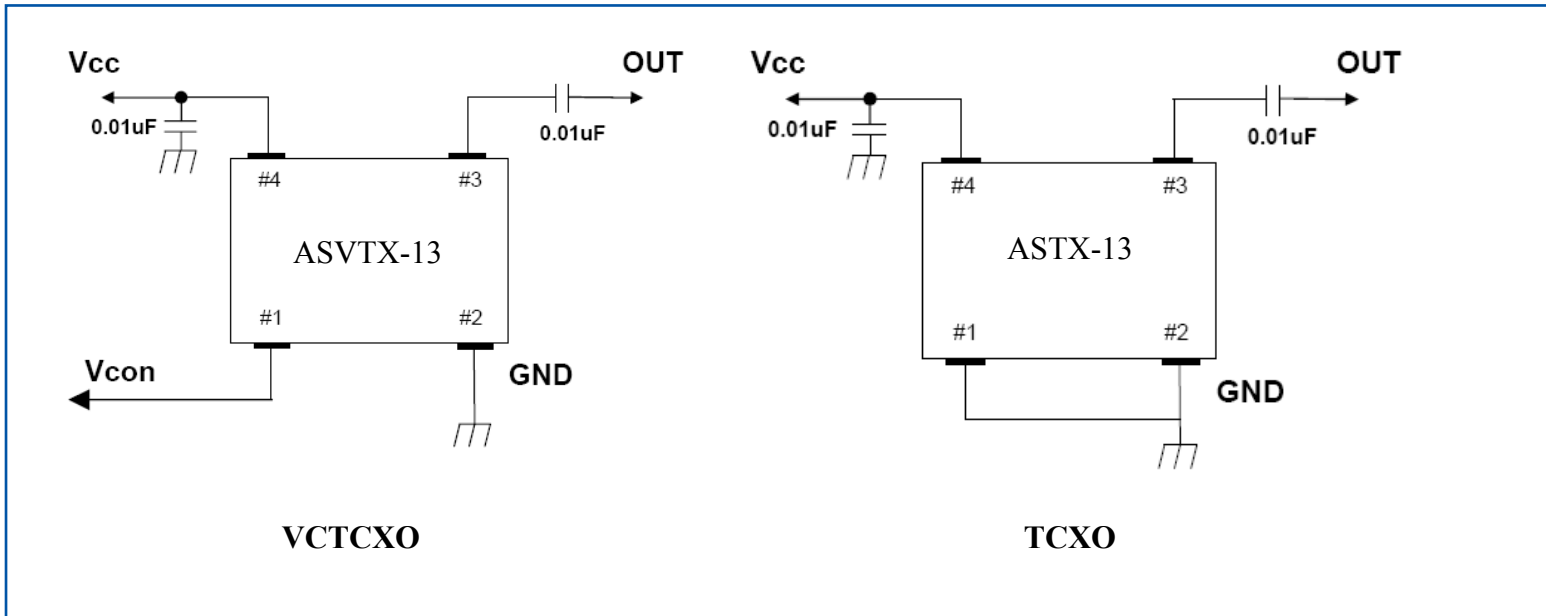 Vcc
OUT
0.01uF
0.01uF
#4
#3
ASVTX-13
#1
#2
Vcon
GND
VCTCXO
Vcc
OUT
0.01uF
0.01uF
#4
#3
ASTX-13
#1
#2
GND
TCXO